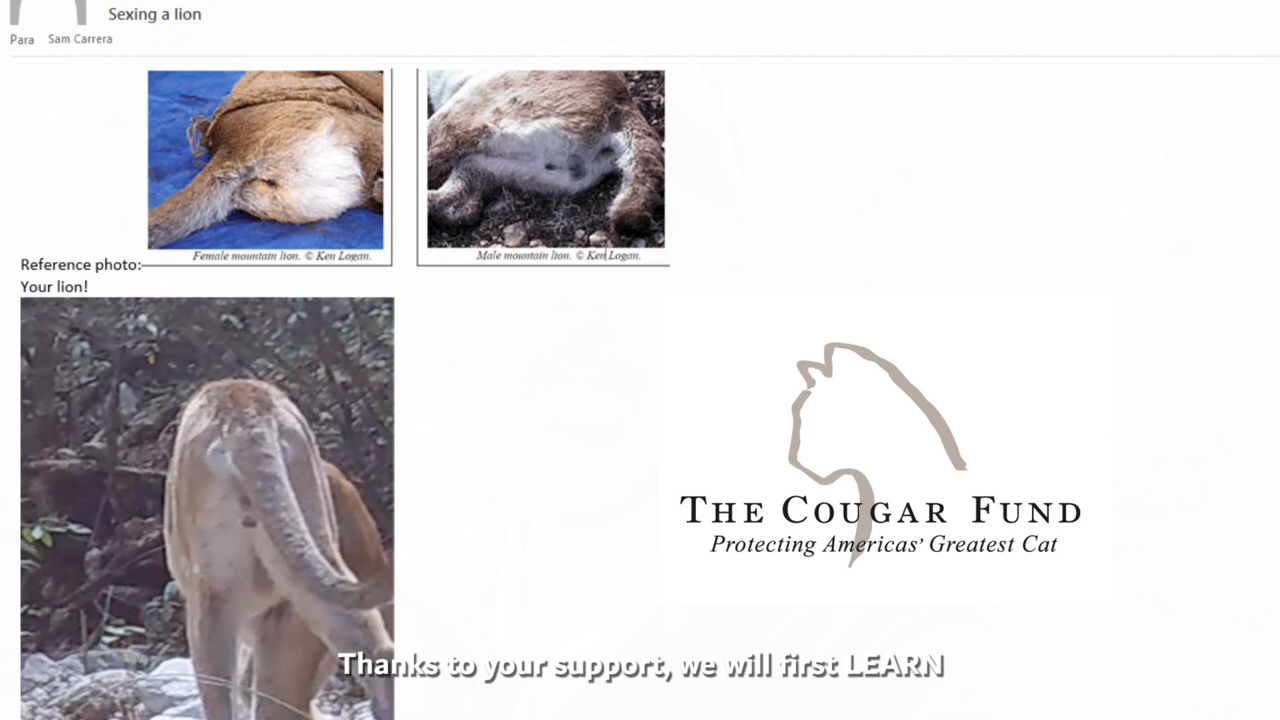 Sexing a lion
Para Sam Carrera
Female mountain lion. © Ken Logan.
Male mountain lion. © Ken Logan.
Reference photo:
Your lion!
THE COUGAR FUND
Protecting Americas’ Greatest Cat
Thanks to your support, we will first LEARN